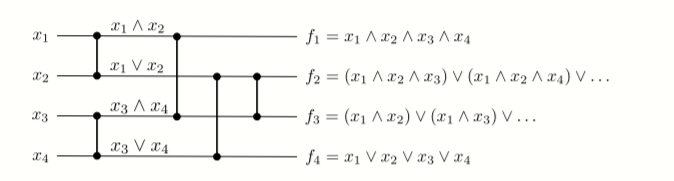 x₁ x₁ ∧ x₂ f₁ = x₁ ∧ x₂ ∧ x₃ ∧ x₄
x₂ x₁ ∨ x₂ f₂ = (x₁ ∧ x₂ ∧ x₃) ∨ (x₁ ∧ x₂ ∧ x₄) ∨ ...
x₃ x₃ ∧ x₄ f₃ = (x₁ ∧ x₂) ∨ (x₁ ∧ x₃) ∨ ...
x₄ x₃ ∨ x₄ f₄ = x₁ ∨ x₂ ∨ x₃ ∨ x₄